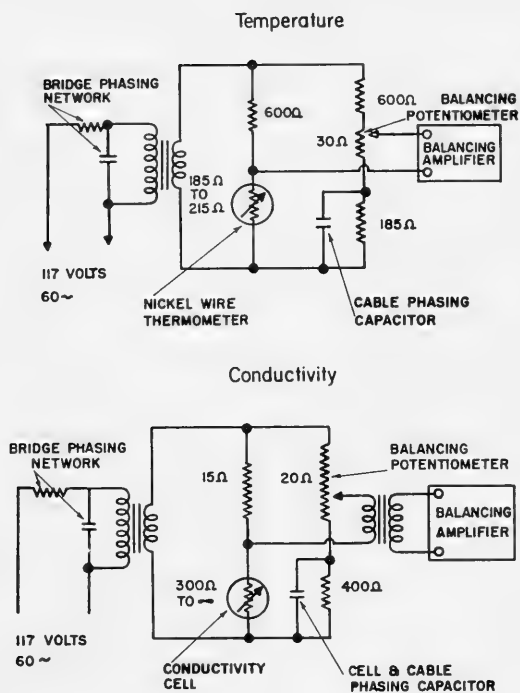 Temperature
BRIDGE PHASING
NETWORK
600Ω
600Ω
BALANCING
POTENTIOMETER
30Ω
BALANCING
AMPLIFIER
185Ω
TO
215Ω
185Ω
117 VOLTS
60~
NICKEL WIRE
THERMOMETER
CABLE PHASING
CAPACITOR
Conductivity
BRIDGE PHASING
NETWORK
15Ω
20Ω
BALANCING
POTENTIOMETER
BALANCING
AMPLIFIER
300Ω
TO ∞
400Ω
117 VOLTS
60~
CONDUCTIVITY
CELL
CELL & CABLE
PHASING CAPACITOR